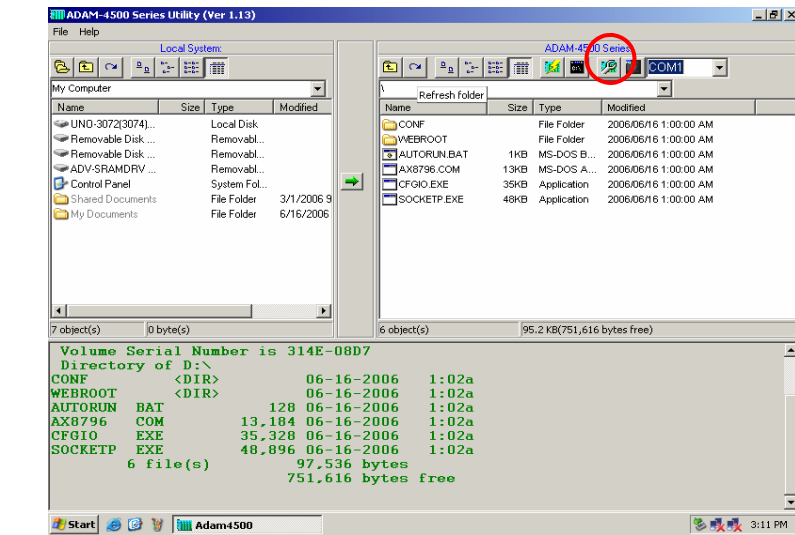 ADAM-4500 Series Utility (Ver 1.13)
File Help
Local System:
ADAM-4500 Series:
COM1
My Computer
\
Refresh folder
Name Size Type Modified
UNO-3072(3074)... Local Disk
Removable Disk ... Removabl...
Removable Disk ... Removabl...
ADV-SRAMDRV ... Removabl...
Control Panel System Fol...
Shared Documents File Folder 3/1/2006 9
My Documents File Folder 6/16/2006
Name Size Type Modified
CONF File Folder 2006/06/16 1:00:00 AM
WEBROOT File Folder 2006/06/16 1:00:00 AM
AUTORUN.BAT 1KB MS-DOS B... 2006/06/16 1:00:00 AM
AX8796.COM 13KB MS-DOS A... 2006/06/16 1:00:00 AM
CFGIO.EXE 35KB Application 2006/06/16 1:00:00 AM
SOCKETP.EXE 48KB Application 2006/06/16 1:00:00 AM
7 object(s) 0 byte(s)
6 object(s) 95.2 KB(751,616 bytes free)
Volume Serial Number is 314E-08D7
Directory of D:\
CONF <DIR> 06-16-2006 1:02a
WEBROOT <DIR> 06-16-2006 1:02a
AUTORUN BAT 128 06-16-2006 1:02a
AX8796 COM 13,184 06-16-2006 1:02a
CFGIO EXE 35,328 06-16-2006 1:02a
SOCKETP EXE 48,896 06-16-2006 1:02a
6 file(s) 97,536 bytes
751,616 bytes free
Start Adam4500 3:11 PM